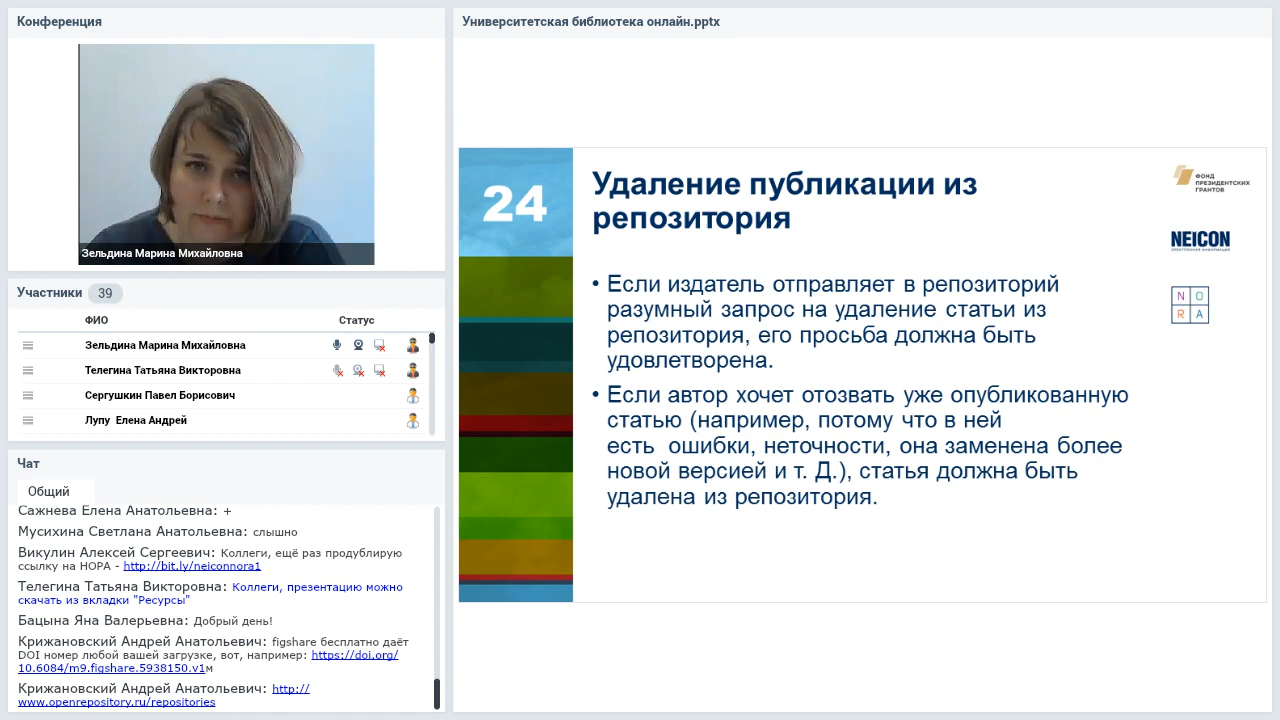 Конференция
Зельдина Марина Михайловна
Участники 39
ФИО Статус
Зельдина Марина Михайловна
Телегина Татьяна Викторовна
Сергушкин Павел Борисович
Лупу Елена Андрей
Чат
Общий
Сажнева Елена Анатольевна: +
Мусихина Светлана Анатольевна: слышно
Викулин Алексей Сергеевич: Коллеги, ещё раз продублирую
ссылку на НОРА - http://bit.ly/neiconnora1
Телегина Татьяна Викторовна: Коллеги, презентацию можно
скачать из вкладки "Ресурсы"
Бацына Яна Валерьевна: Добрый день!
Крижановский Андрей Анатольевич: figshare бесплатно даёт
DOI номер любой вашей загрузке, вот, например: https://doi.org/
10.6084/m9.figshare.5938150.v1м
Крижановский Андрей Анатольевич: http://
www.openrepository.ru/repositories
Университетская библиотека онлайн.pptx
24
Удаление публикации из
репозитория
• Если издатель отправляет в репозиторий
разумный запрос на удаление статьи из
репозитория, его просьба должна быть
удовлетворена.
• Если автор хочет отозвать уже опубликованную
статью (например, потому что в ней
есть ошибки, неточности, она заменена более
новой версией и т. Д.), статья должна быть
удалена из репозитория.
ФОНД
ПРЕЗИДЕНТСКИХ
ГРАНТОВ
NEICON
ЭЛЕКТРОННАЯ ИНФОРМАЦИЯ
N O
R A